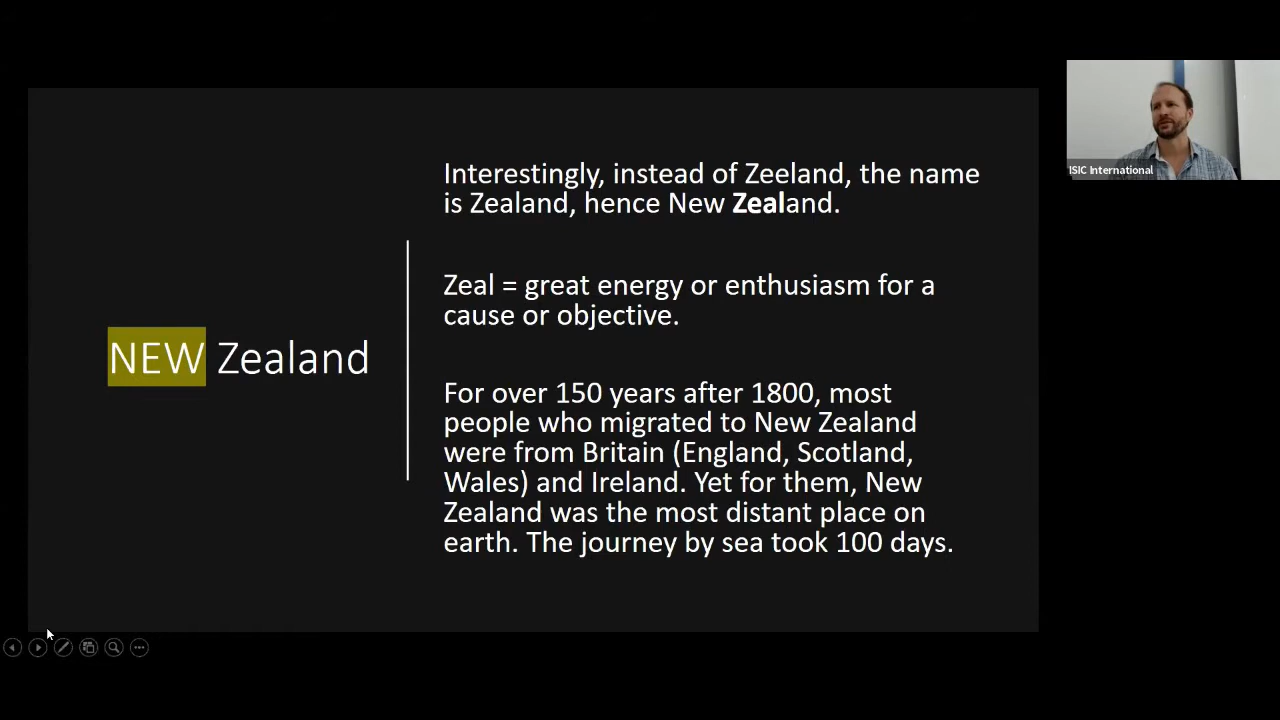 Interestingly, instead of Zeeland, the name
is Zealand, hence New Zealand.
Zeal = great energy or enthusiasm for a
cause or objective.
NEW Zealand
For over 150 years after 1800, most
people who migrated to New Zealand
were from Britain (England, Scotland,
Wales) and Ireland. Yet for them, New
Zealand was the most distant place on
earth. The journey by sea took 100 days.
ISIC International